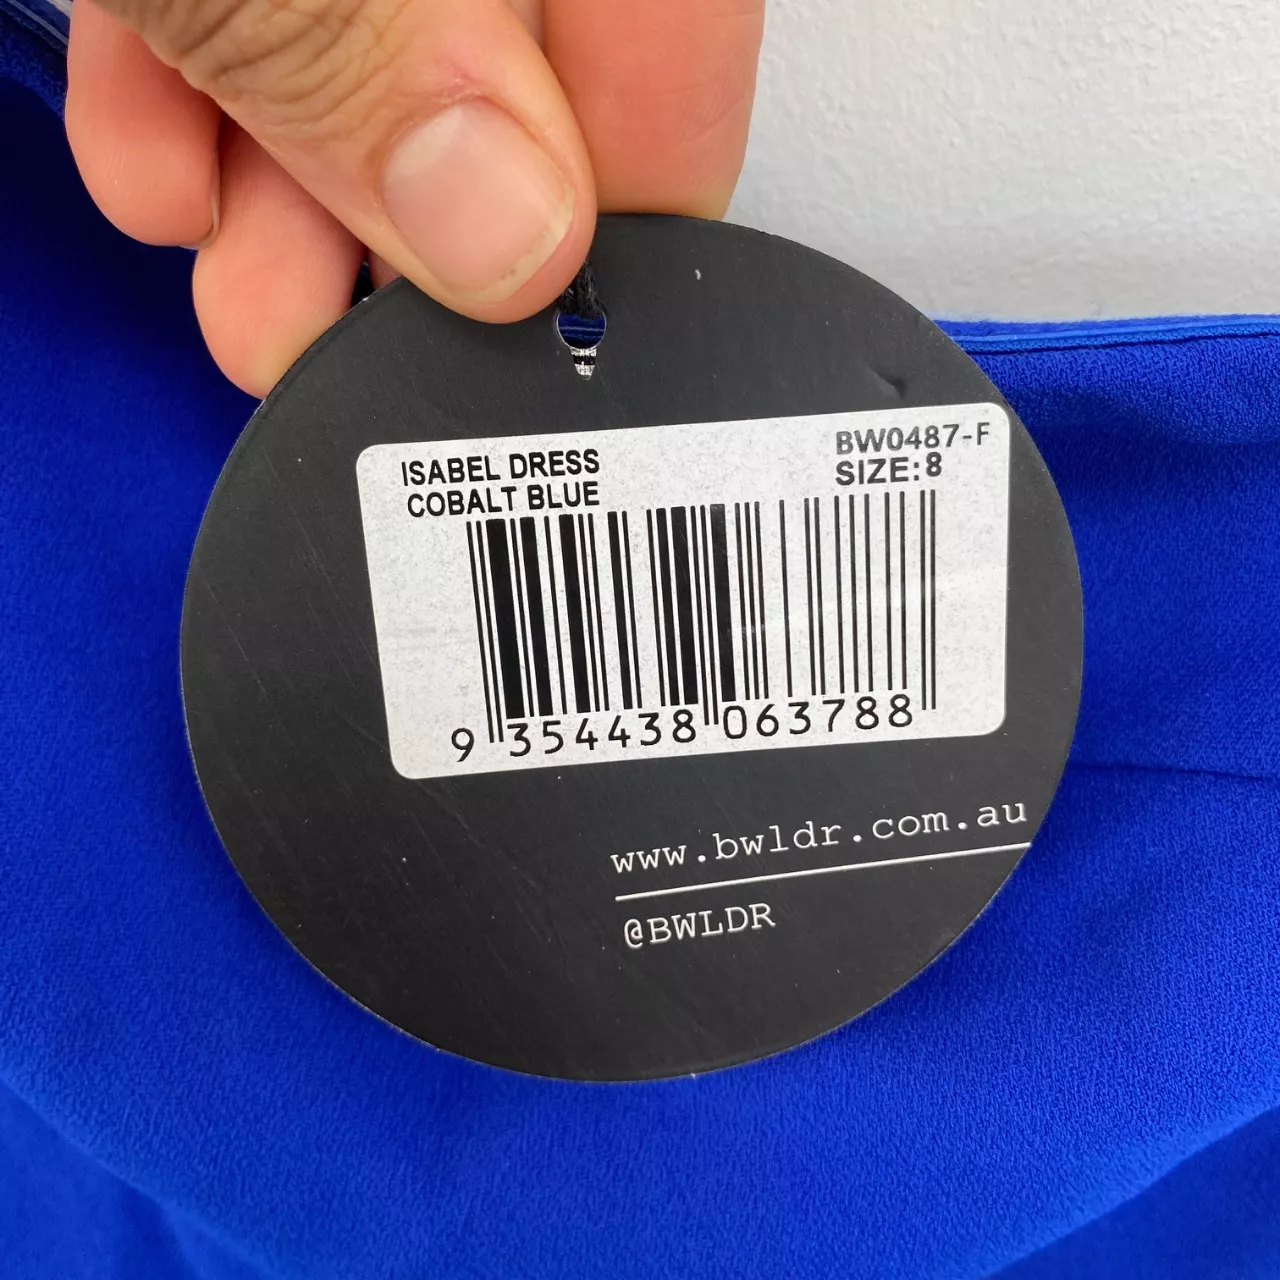 ISABEL DRESS
COBALT BLUE
BW0487-F
SIZE:8
9 354438 063788
www.bwldr.com.au
@BWLDR